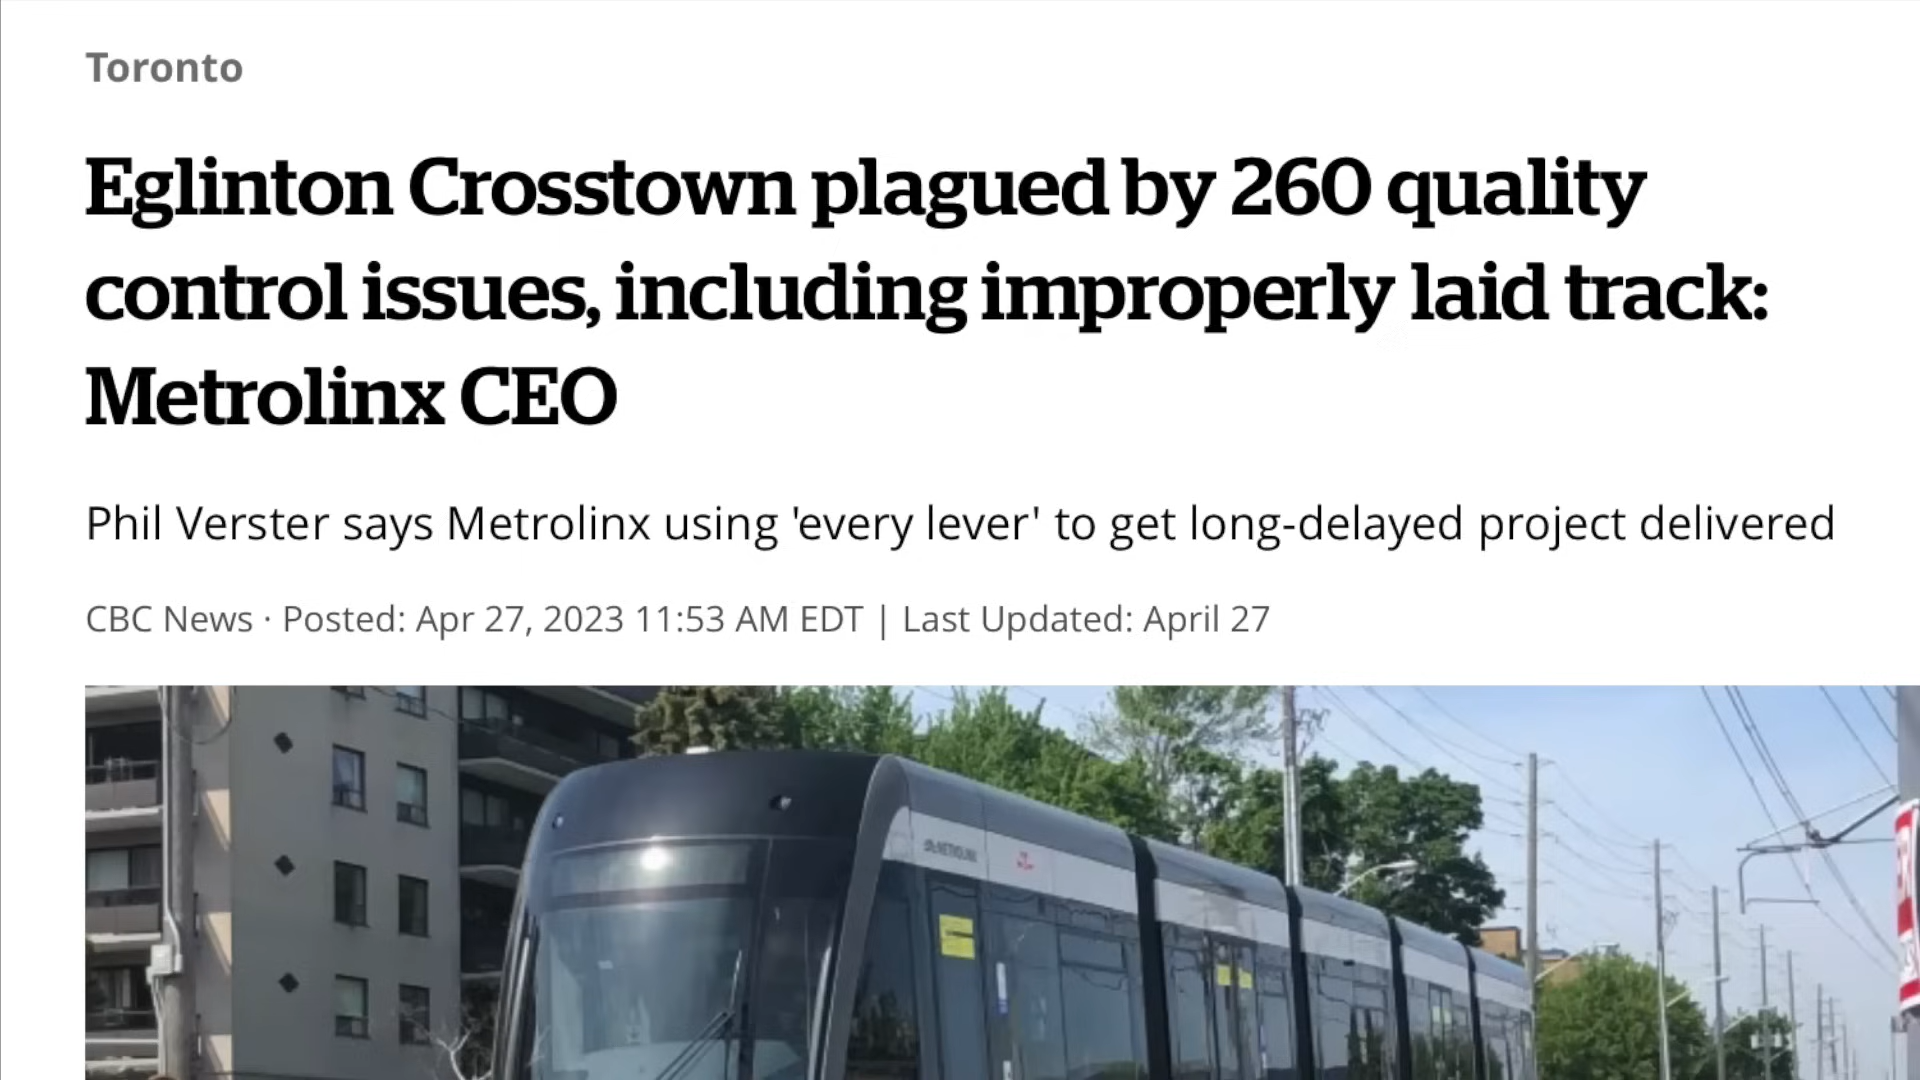 Toronto
Eglinton Crosstown plagued by 260 quality
control issues, including improperly laid track:
Metrolinx CEO
Phil Verster says Metrolinx using 'every lever' to get long-delayed project delivered
CBC News · Posted: Apr 27, 2023 11:53 AM EDT | Last Updated: April 27
METROLINX